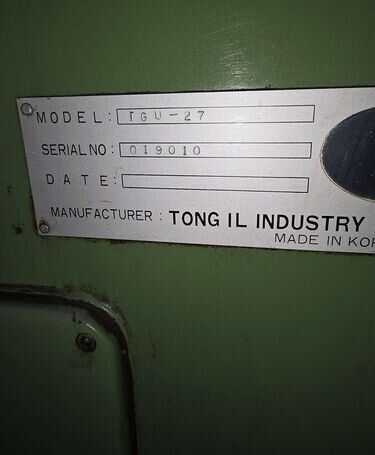 MODEL: TGU-27
SERIAL NO: 019010
DATE:
MANUFACTURER : TONG IL INDUSTRY
MADE IN KOR